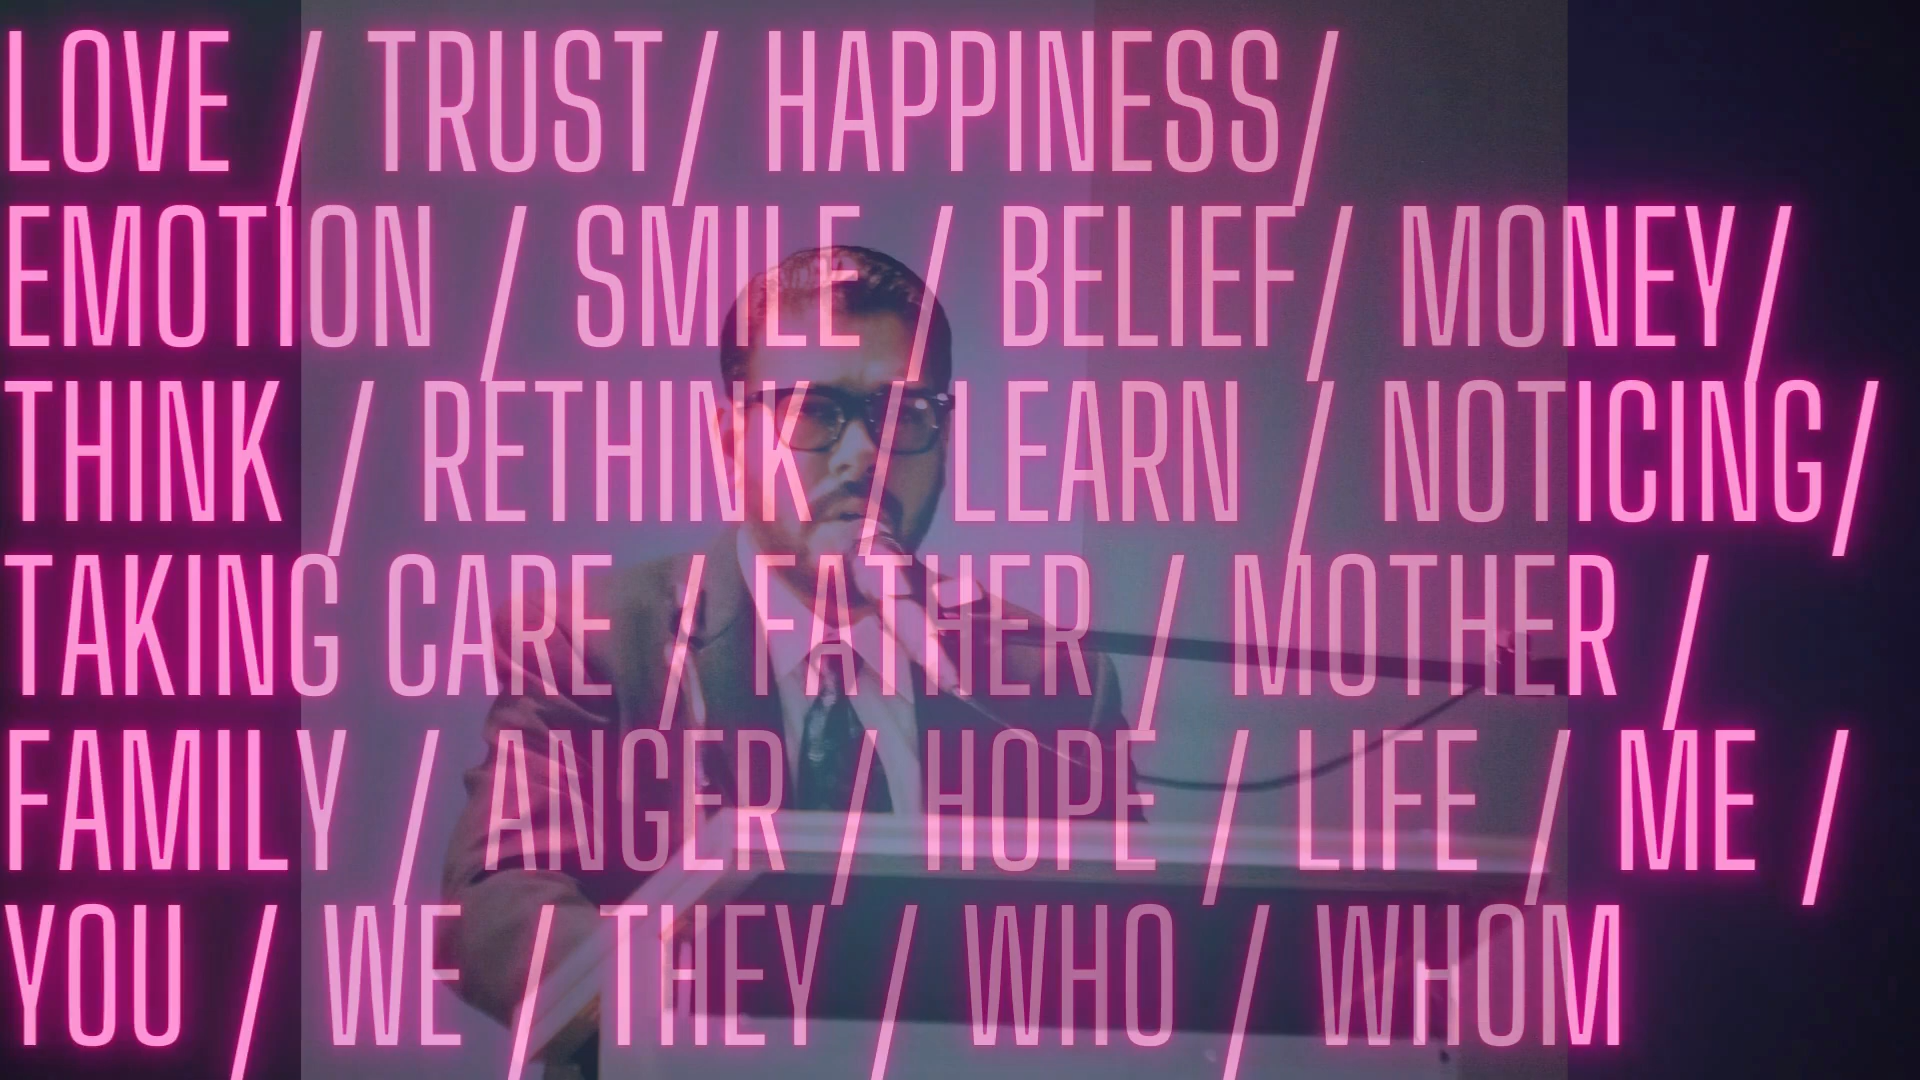 LOVE / TRUST/ HAPPINESS/
EMOTION / SMILE / BELIEF/ MONEY/
THINK / RETHINK / LEARN / NOTICING/
TAKING CARE / FATHER / MOTHER /
FAMILY / ANGER / HOPE / LIFE / ME /
YOU / WE / THEY / WHO / WHOM